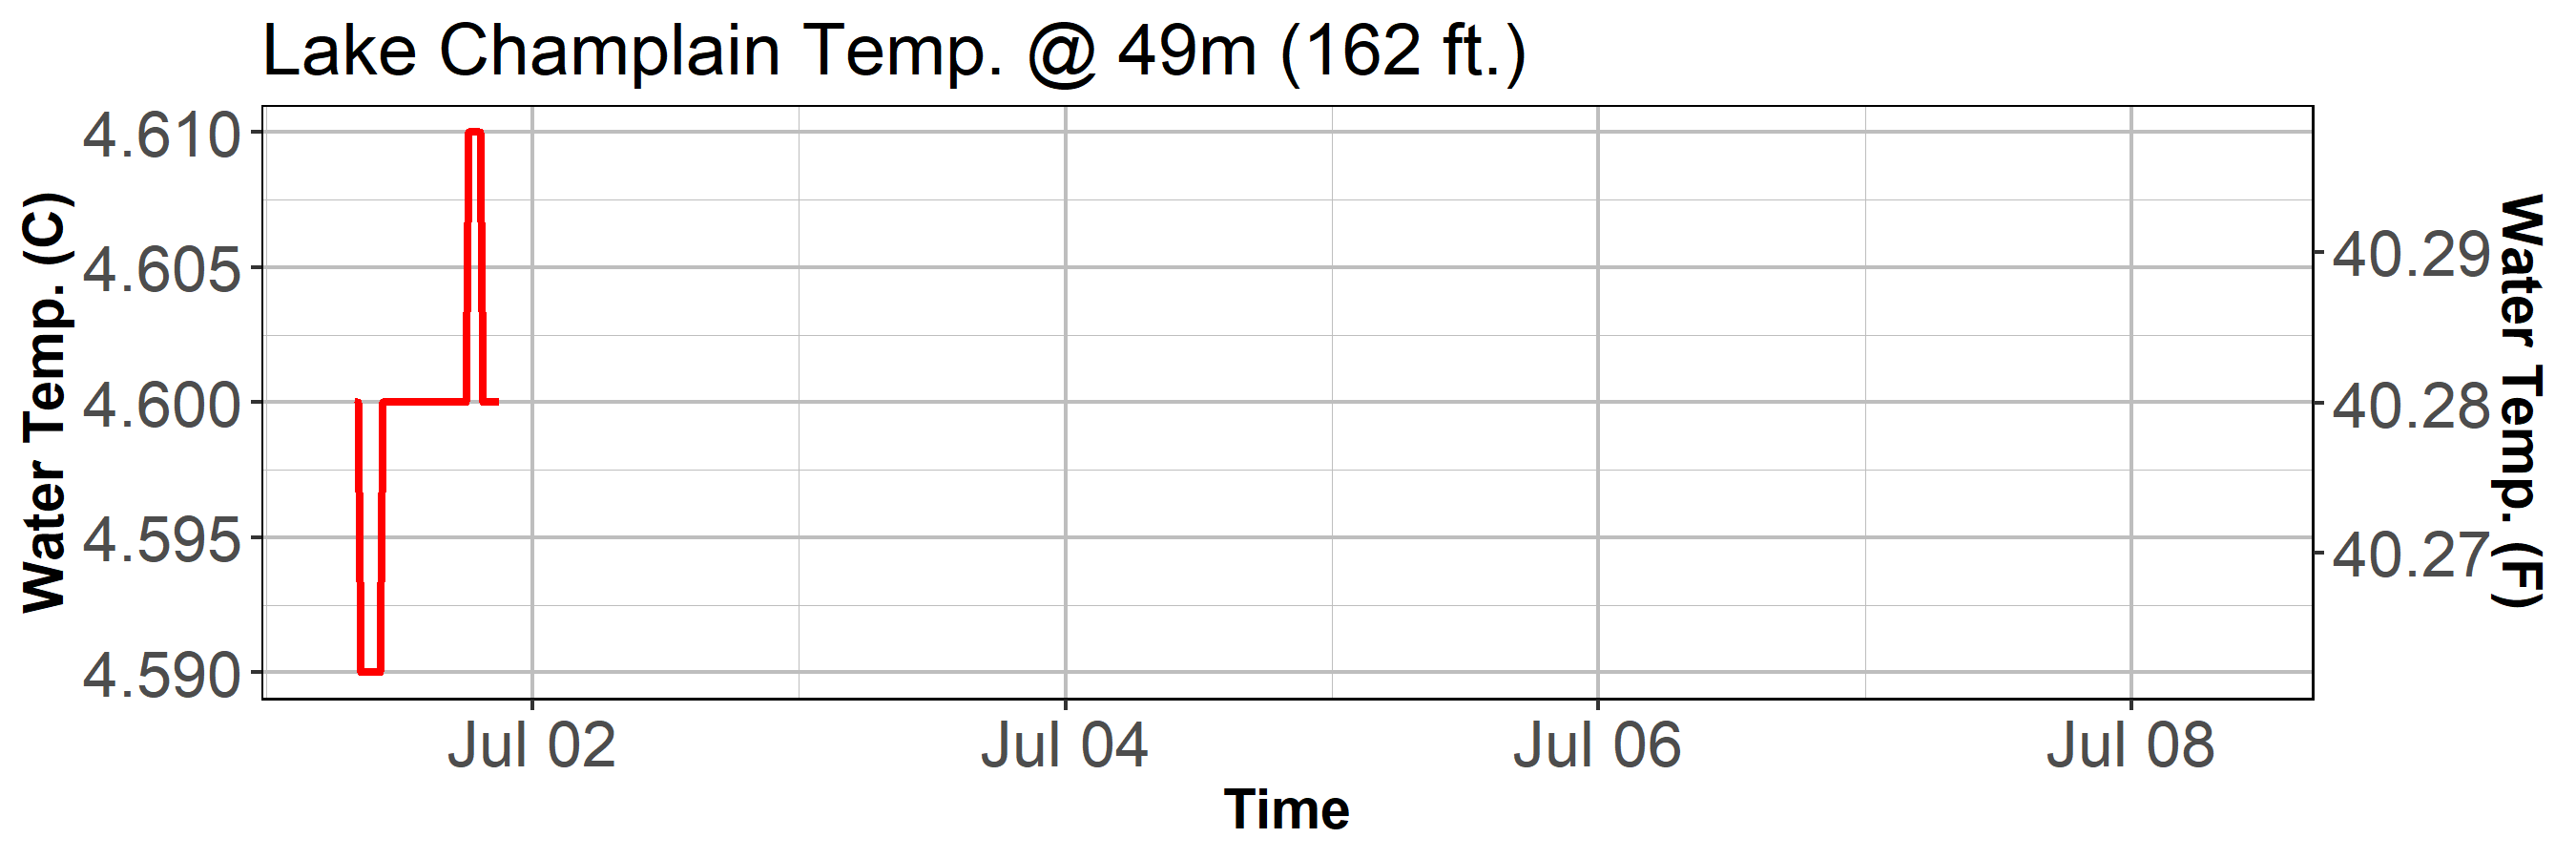 Lake Champlain Temp. @ 49m (162 ft.)
Water Temp. (C)
4.610
4.605
4.600
4.595
4.590
40.29
40.28
40.27
Water Temp. (F)
Jul 02
Jul 04
Jul 06
Jul 08
Time